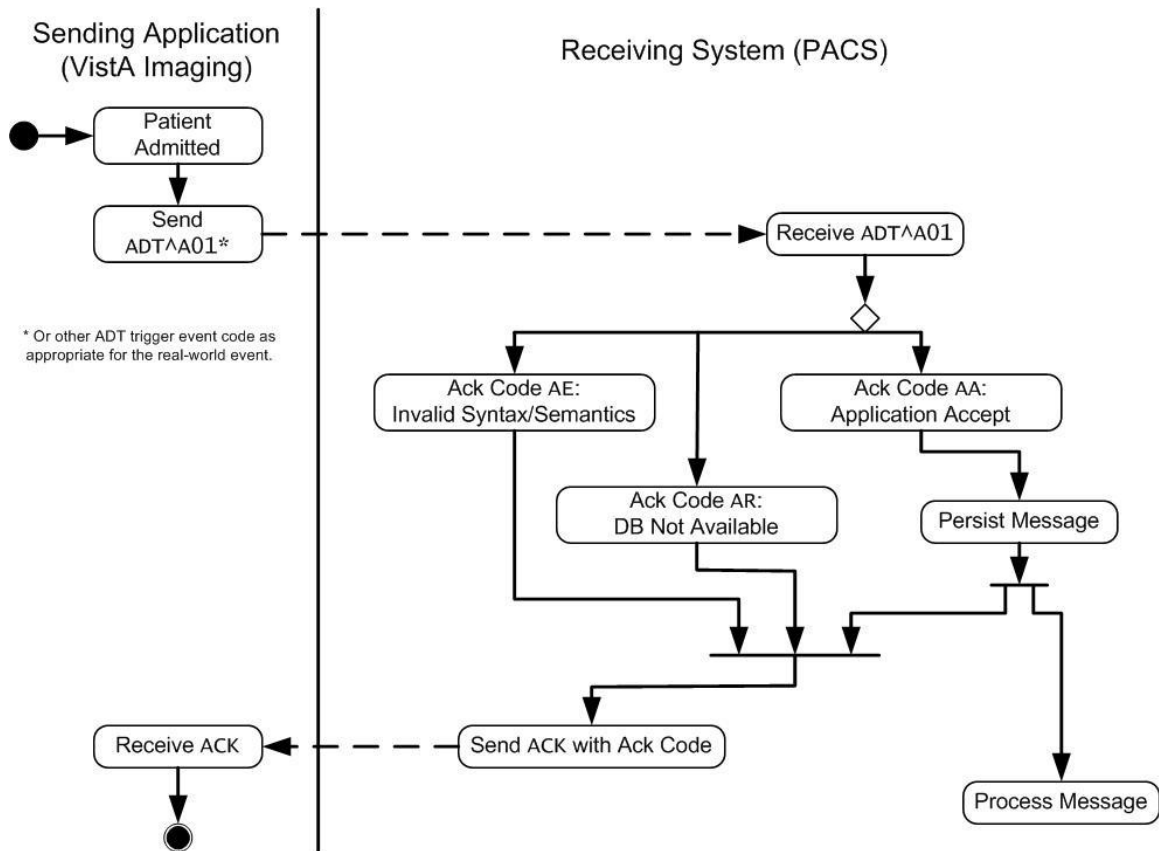 Sending Application
(VistA Imaging)
Receiving System (PACS)
Patient
Admitted
Send
ADT^A01*
Receive ADT^A01
* Or other ADT trigger event code as
appropriate for the real-world event.
Ack Code AE:
Invalid Syntax/Semantics
Ack Code AA:
Application Accept
Ack Code AR:
DB Not Available
Persist Message
Receive ACK
Send ACK with Ack Code
Process Message